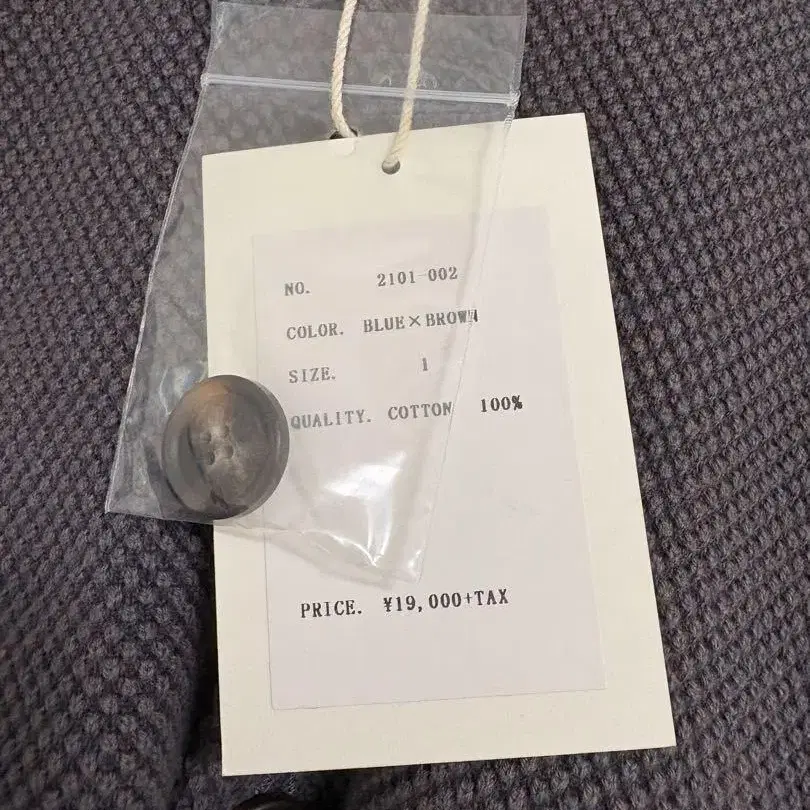 NO. 2101-002
COLOR. BLUE×BROWN
SIZE. 1
QUALITY. COTTON 100%
PRICE. ¥19,000+TAX